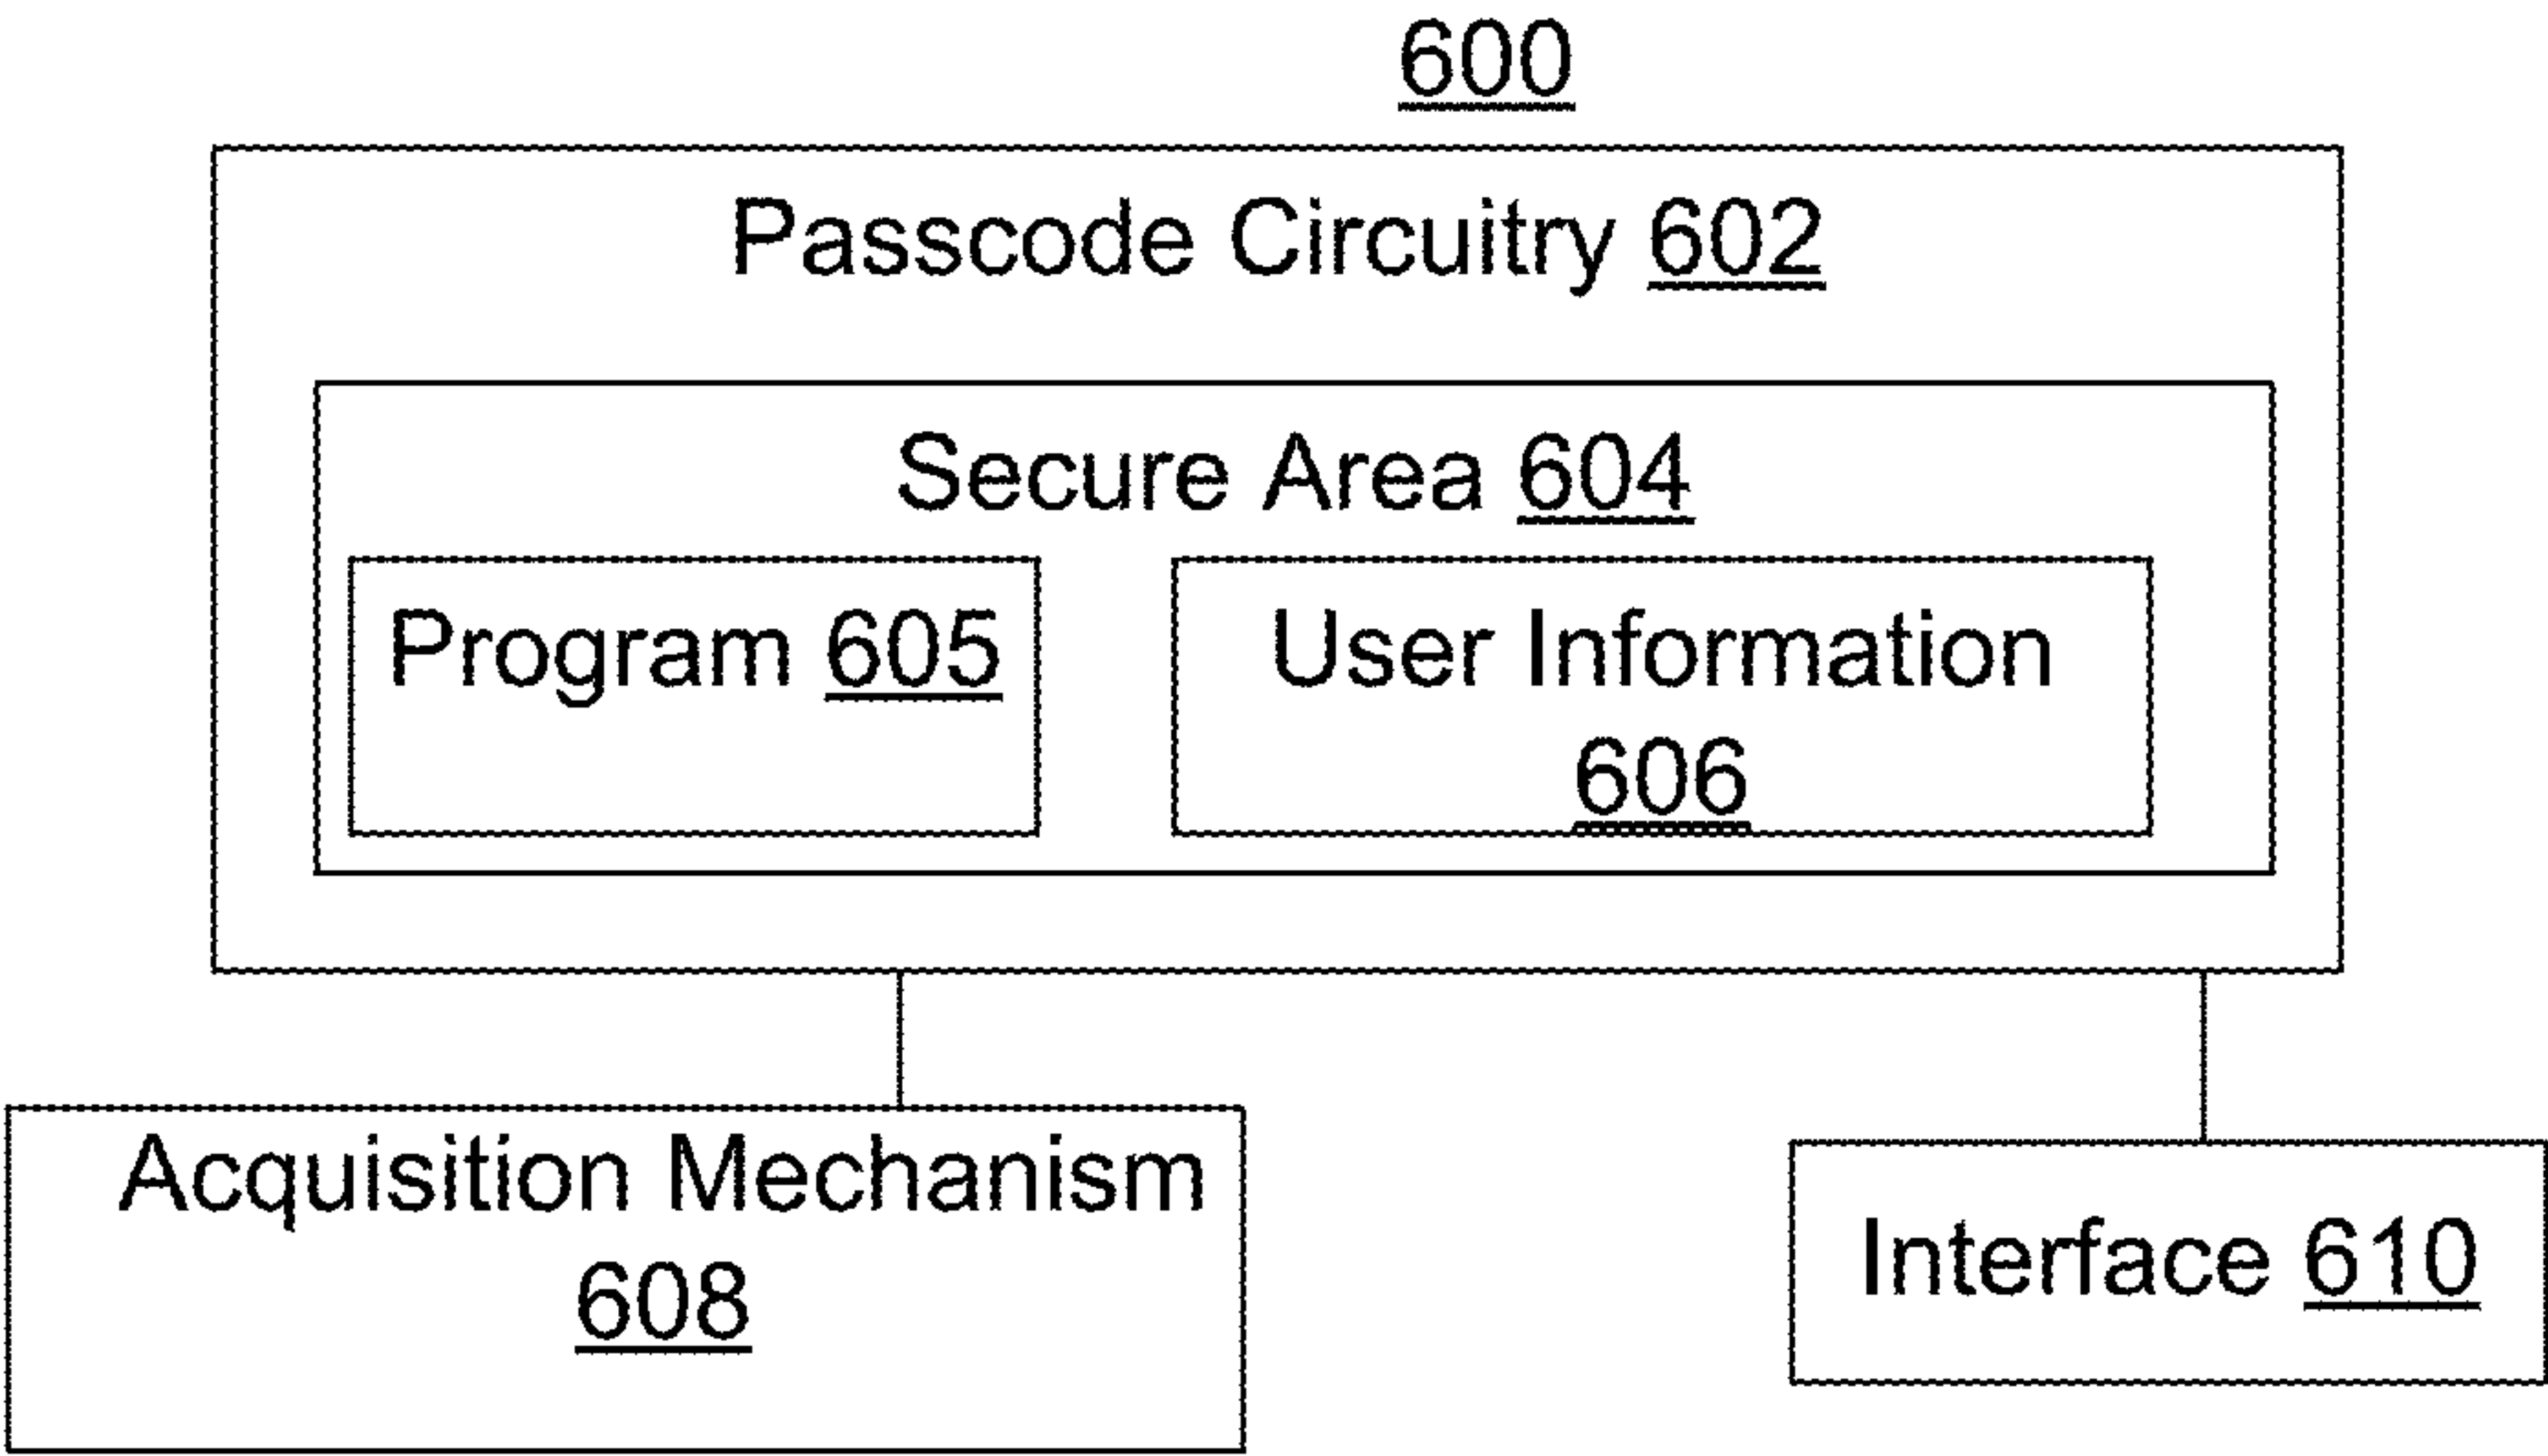 600
Passcode Circuitry 602
Secure Area 604
Program 605
User Information
606
Acquisition Mechanism
608
Interface 610